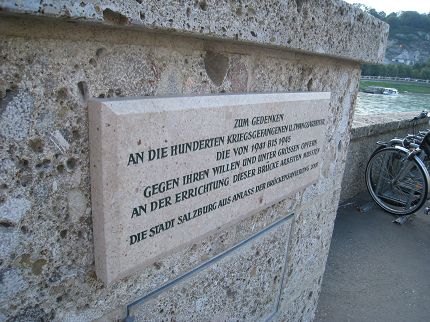 ZUM GEDENKEN
AN DIE HUNDERTEN KRIEGSGEFANGENEN U. ZWANGSARBEITER,
DIE VON 1941 BIS 1945
GEGEN IHREN WILLEN UND UNTER GROSSEN OPFERN
AN DER ERRICHTUNG DIESER BRÜCKE ARBEITEN MUSSTEN
DIE STADT SALZBURG AUS ANLASS DER BRÜCKENSANIERUNG